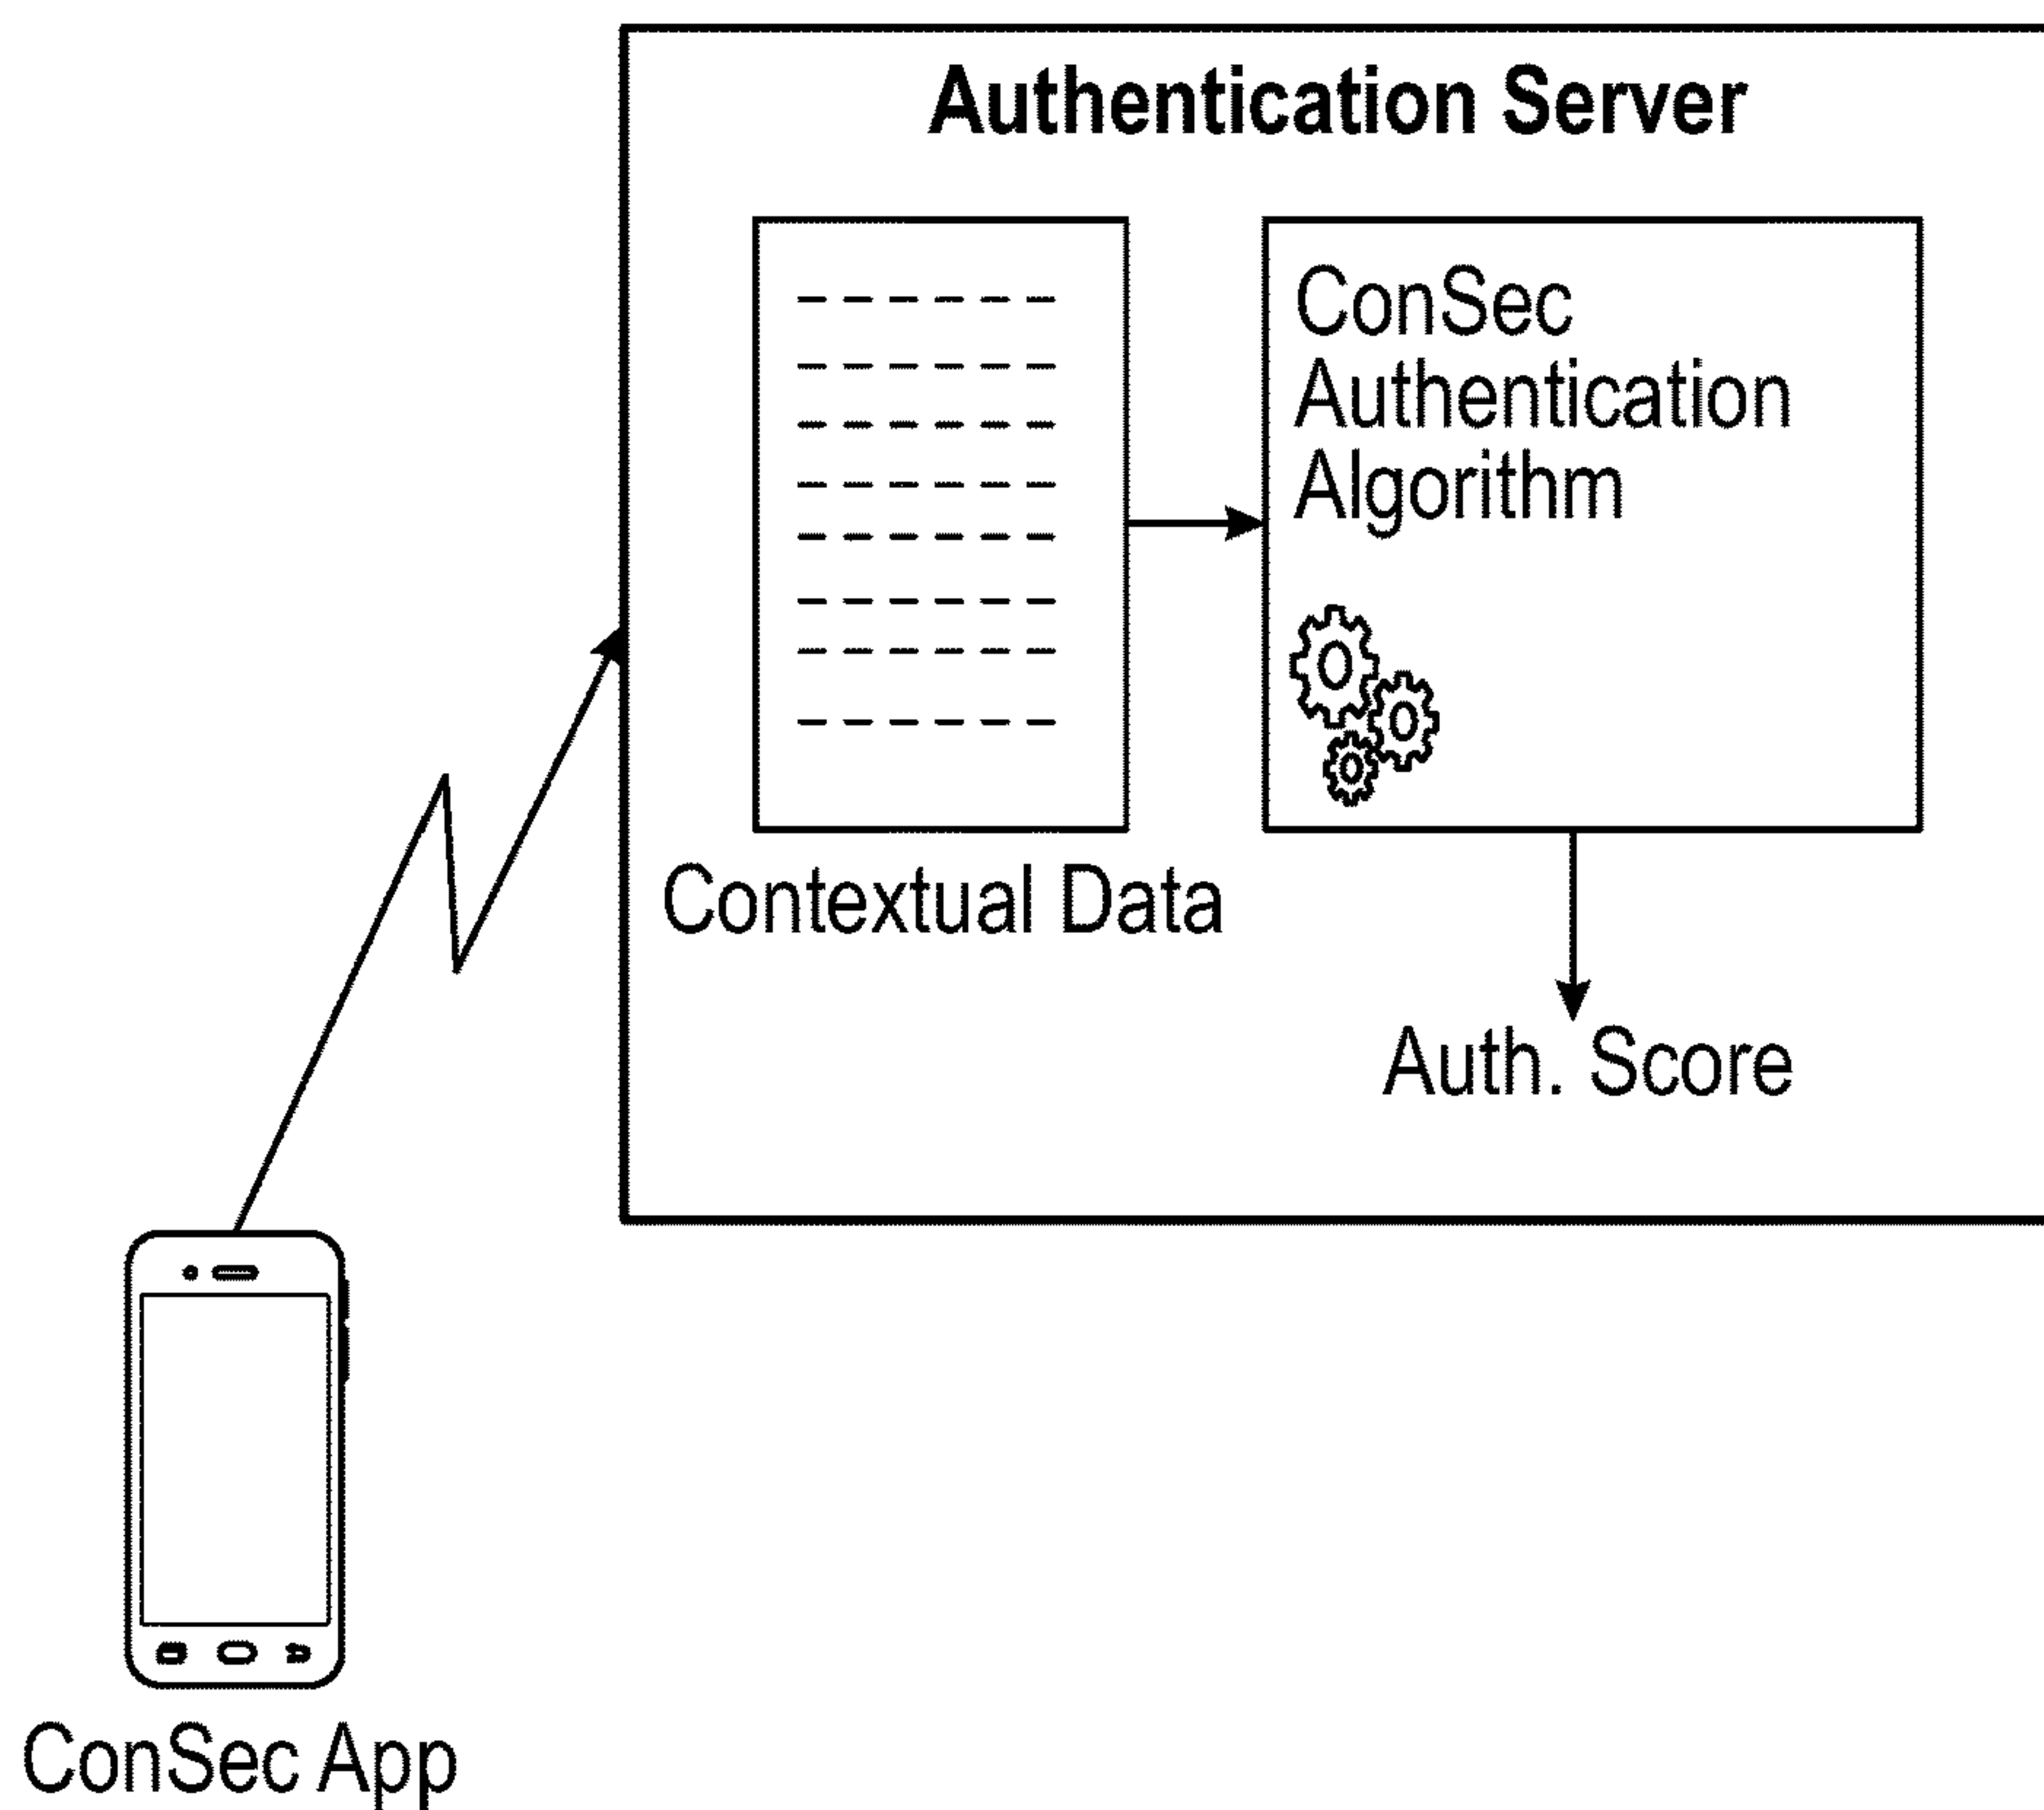 Authentication Server
ConSec
Authentication
Algorithm
Contextual Data
Auth. Score
ConSec App